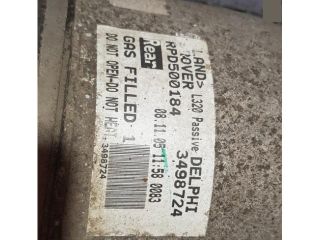 LAND>
ROVER
RPD500184
L320 Passive DELPHI
3498724
Rear
08.11.05 11:58 0083
GAS FILLED 1
DO NOT OPEN-DO NOT HEAT
3498724